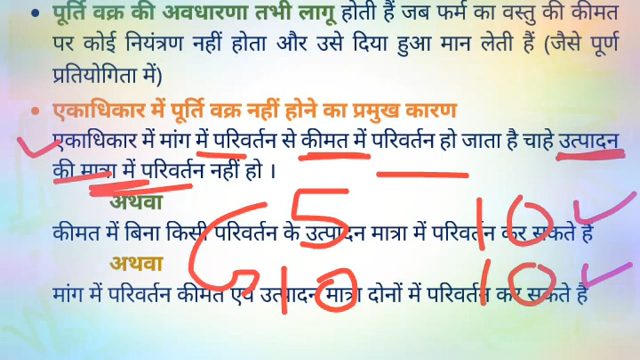 • पूर्ति वक्र की अवधारणा तभी लागू होती हैं जब फर्म का वस्तु की कीमत
पर कोई नियंत्रण नहीं होता और उसे दिया हुआ मान लेती हैं (जैसे पूर्ण
प्रतियोगिता में)
• एकाधिकार में पूर्ति वक्र नहीं होने का प्रमुख कारण
एकाधिकार में मांग में परिवर्तन से कीमत में परिवर्तन हो जाता है चाहे उत्पादन
की मात्रा में परिवर्तन नहीं हो ।
अथवा
5 10
कीमत में बिना किसी परिवर्तन के उत्पादन मात्रा में परिवर्तन कर सकते है
अथवा
10 10
मांग में परिवर्तन कीमत एवं उत्पादन मात्रा दोनों में परिवर्तन कर सकते है